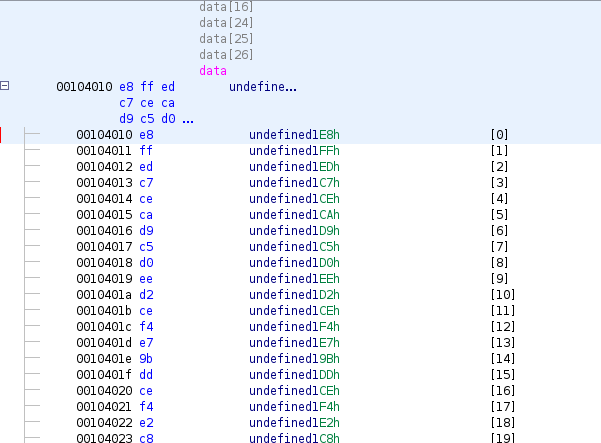 data[16]
data[24]
data[25]
data[26]
data
00104010 e8 ff ed undefine...
c7 ce ca
d9 c5 d0 ...
00104010 e8 undefined1E8h [0]
00104011 ff undefined1FFh [1]
00104012 ed undefined1EDh [2]
00104013 c7 undefined1C7h [3]
00104014 ce undefined1CEh [4]
00104015 ca undefined1CAh [5]
00104016 d9 undefined1D9h [6]
00104017 c5 undefined1C5h [7]
00104018 d0 undefined1D0h [8]
00104019 ee undefined1EEh [9]
0010401a d2 undefined1D2h [10]
0010401b ce undefined1CEh [11]
0010401c f4 undefined1F4h [12]
0010401d e7 undefined1E7h [13]
0010401e 9b undefined19Bh [14]
0010401f dd undefined1DDh [15]
00104020 ce undefined1CEh [16]
00104021 f4 undefined1F4h [17]
00104022 e2 undefined1E2h [18]
00104023 c8 undefined1C8h [19]